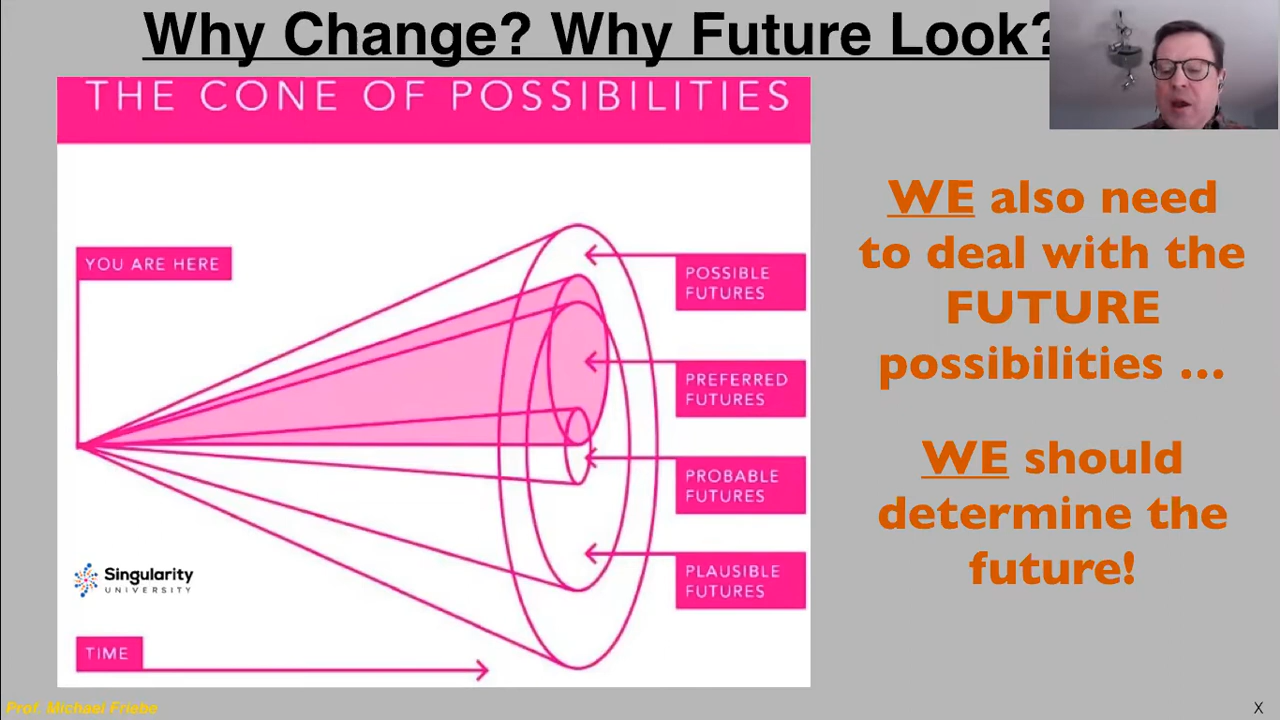 Why Change? Why Future Look?
THE CONE OF POSSIBILITIES
YOU ARE HERE
POSSIBLE
FUTURES
PREFERRED
FUTURES
PROBABLE
FUTURES
PLAUSIBLE
FUTURES
Singularity
UNIVERSITY
TIME
WE also need
to deal with the
FUTURE
possibilities ...
WE should
determine the
future!
Prof. Michael Friebe
X